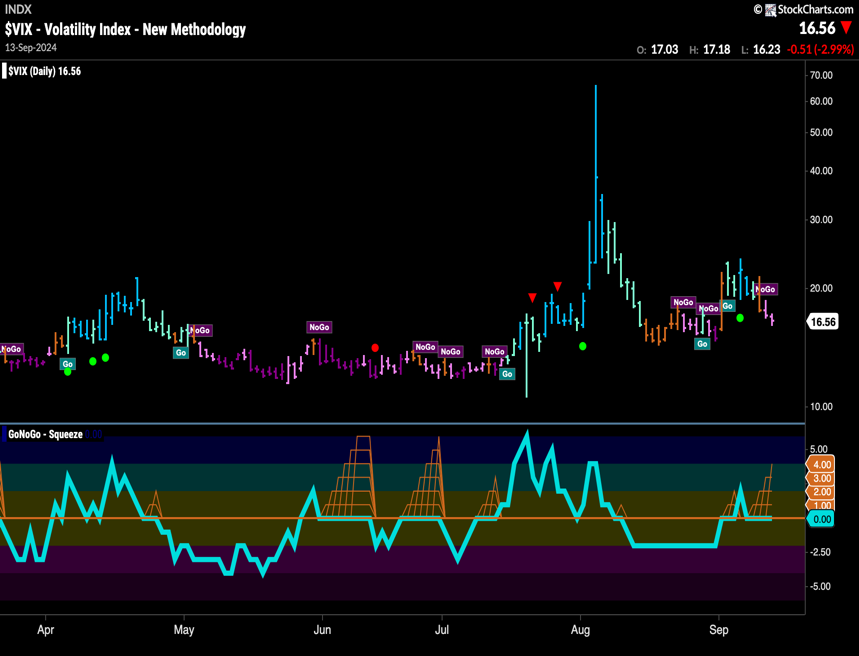 INDX
© StockCharts.com
$VIX - Volatility Index - New Methodology
16.56
13-Sep-2024
O: 17.03 H: 17.18 L: 16.23 -0.51 (-2.99%)
$VIX (Daily) 16.56
70.00
60.00
50.00
40.00
30.00
20.00
16.56
10.00
NoGo
Go
Go
NoGo
NoGo
NoGo
NoGo
NoGo
Go
NoGo
NoGo
Go
Go
NoGo
GoNoGo - Squeeze
5.00
4.00
3.00
2.00
1.00
0.00
-2.50
-5.00
Apr May Jun Jul Aug Sep